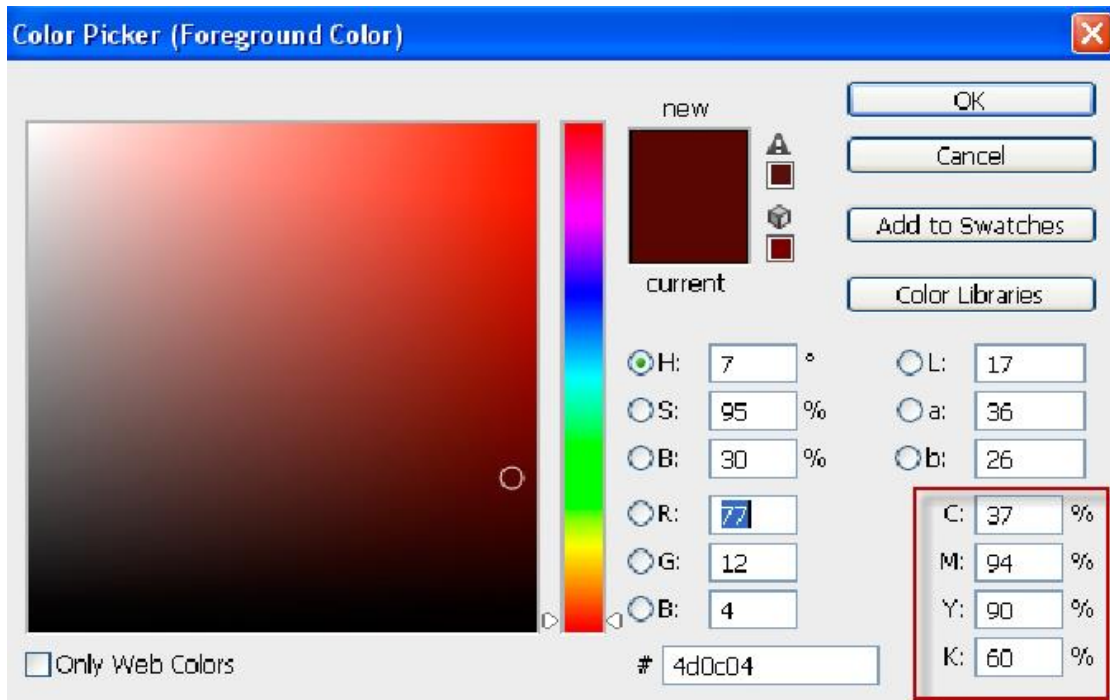 Color Picker (Foreground Color)
new
current
OK
Cancel
Add to Swatches
Color Libraries
H: 7 °
S: 95 %
B: 30 %
R: 77
G: 12
B: 4
# 4d0c04
L: 17
a: 36
b: 26
C: 37 %
M: 94 %
Y: 90 %
K: 60 %
Only Web Colors